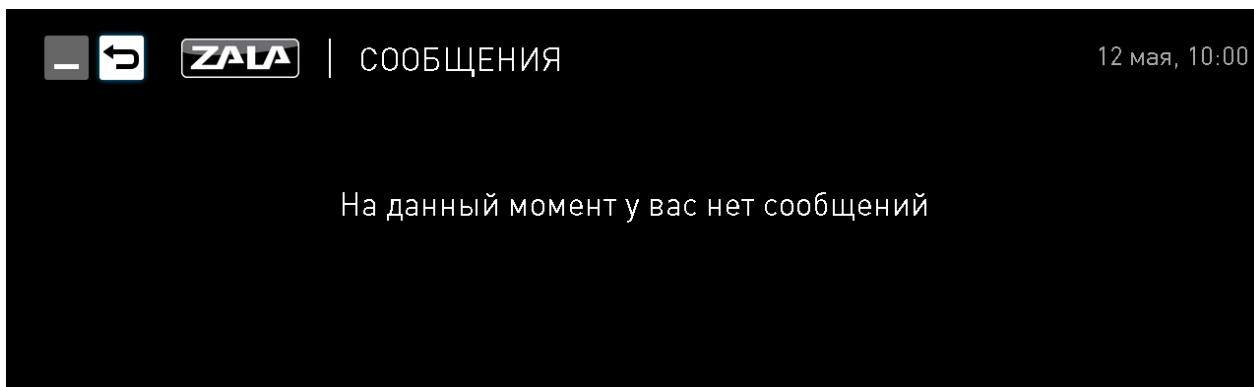 ZALA | СООБЩЕНИЯ 12 мая, 10:00
На данный момент у вас нет сообщений